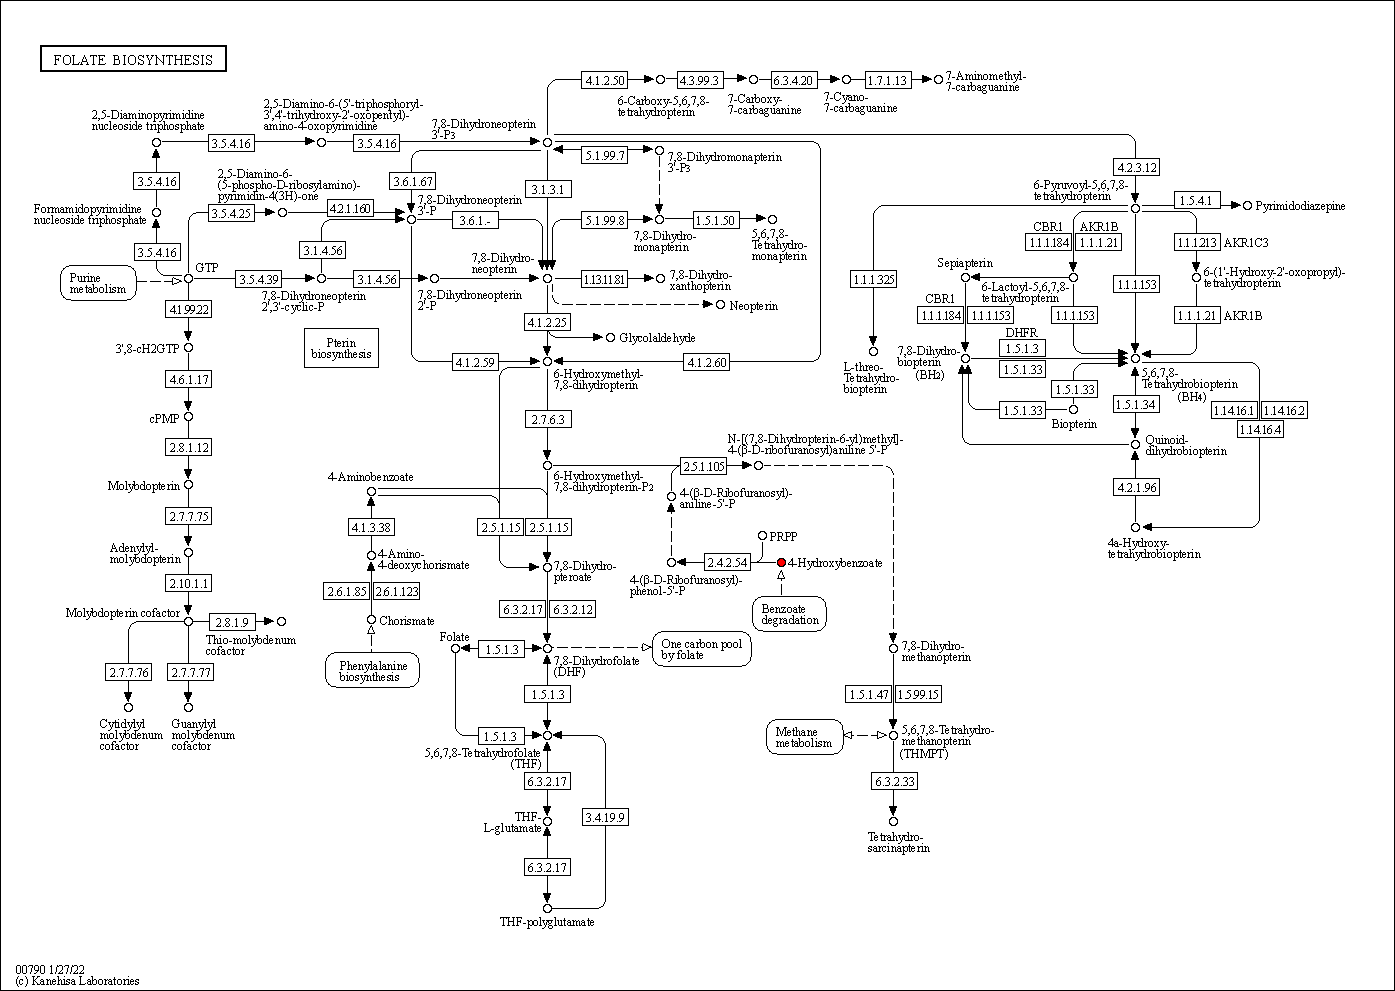 FOLATE BIOSYNTHESIS
4.1.2.50
4.3.99.3
6.3.4.20
1.7.1.13
7-Aminomethyl-
7-carbaguanine
6-Carboxy-5,6,7,8-
tetrahydropterin
7-Carboxy-
7-carbaguanine
7-Cyano-
7-carbaguanine
2,5-Diaminopyrimidine
nucleoside triphosphate
2,5-Diamino-6-(5'-triphosphoryl-
3',4'-trihydroxy-2'-oxopentyl)-
amino-4-oxopyrimidine
7,8-Dihydroneopterin
3'-P3
3.5.4.16
3.5.4.16
5.1.99.7
7,8-Dihydromonapterin
3'-P3
4.2.3.12
3.5.4.16
2,5-Diamino-6-
(5-phospho-D-ribosylamino)-
pyrimidin-4(3H)-one
3.6.1.67
3.1.3.1
6-Pyruvoyl-5,6,7,8-
tetrahydropterin
1.5.4.1
Pyrimidodiazepine
Formamidopyrimidine
nucleoside triphosphate
3.5.4.25
4.2.1.160
7,8-Dihydroneopterin
3'-P
3.6.1.-
5.1.99.8
1.5.1.50
7,8-Dihydro-
monapterin
5,6,7,8-
Tetrahydro-
monapterin
CBR1
AKR1B
1.1.1.184
1.1.1.21
1.1.1.213
AKR1C3
3.5.4.16
3.1.4.56
7,8-Dihydro-
neopterin
Purine
metabolism
GTP
3.5.4.39
3.1.4.56
1.13.11.81
7,8-Dihydro-
xanthopterin
Sepiapterin
1.1.1.325
6-Lactoyl-5,6,7,8-
tetrahydropterin
1.1.1.153
6-(1'-Hydroxy-2'-oxopropyl)-
tetrahydropterin
7,8-Dihydroneopterin
2',3'-cyclic-P
7,8-Dihydroneopterin
2'-P
Neopterin
4.1.99.22
4.1.2.25
CBR1
1.1.1.184
1.1.1.153
1.1.1.153
1.1.1.21
AKR1B
Pterin
biosynthesis
Glycolaldehyde
DHFR
3',8-cH2GTP
1.5.1.3
4.1.2.59
4.1.2.60
7,8-Dihydro-
biopterin
(BH2)
1.5.1.33
L-threo-
Tetrahydro-
biopterin
5,6,7,8-
Tetrahydrobiopterin
(BH4)
4.6.1.17
6-Hydroxymethyl-
7,8-dihydropterin
1.5.1.33
1.5.1.33
Biopterin
1.5.1.34
1.14.16.1
1.14.16.2
1.14.16.4
cPMP
2.7.6.3
2.8.1.12
N-[(7,8-Dihydropterin-6-yl)methyl]-
4-(β-D-ribofuranosyl)aniline 5'-P
Quinoid-
dihydrobiopterin
2.5.1.105
Molybdopterin
4-Aminobenzoate
6-Hydroxymethyl-
7,8-dihydropterin-P2
4-(β-D-Ribofuranosyl)-
aniline-5'-P
4.2.1.96
2.7.7.75
4.1.3.38
2.5.1.15
2.5.1.15
PRPP
4a-Hydroxy-
tetrahydrobiopterin
Adenylyl-
molybdopterin
4-Amino-
4-deoxychorismate
7,8-Dihydro-
pteroate
2.4.2.54
4-Hydroxybenzoate
4-(β-D-Ribofuranosyl)-
phenol-5'-P
2.10.1.1
2.6.1.85
2.6.1.123
6.3.2.17
6.3.2.12
Benzoate
degradation
Molybdopterin cofactor
2.8.1.9
Thio-molybdenum
cofactor
Chorismate
Folate
1.5.1.3
7,8-Dihydrofolate
(DHF)
One carbon pool
by folate
7,8-Dihydro-
methanopterin
2.7.7.76
2.7.7.77
Phenylalanine
biosynthesis
1.5.1.3
1.5.1.47
1.5.99.15
Cytidylyl
molybdenum
cofactor
Guanylyl
molybdenum
cofactor
1.5.1.3
5,6,7,8-Tetrahydrofolate
(THF)
Methane
metabolism
5,6,7,8-Tetrahydro-
methanopterin
(THMPT)
6.3.2.17
6.3.2.33
THF-
L-glutamate
3.4.19.9
Tetrahydro-
sarcinapterin
6.3.2.17
THF-polyglutamate
00790 1/27/22
(c) Kanehisa Laboratories